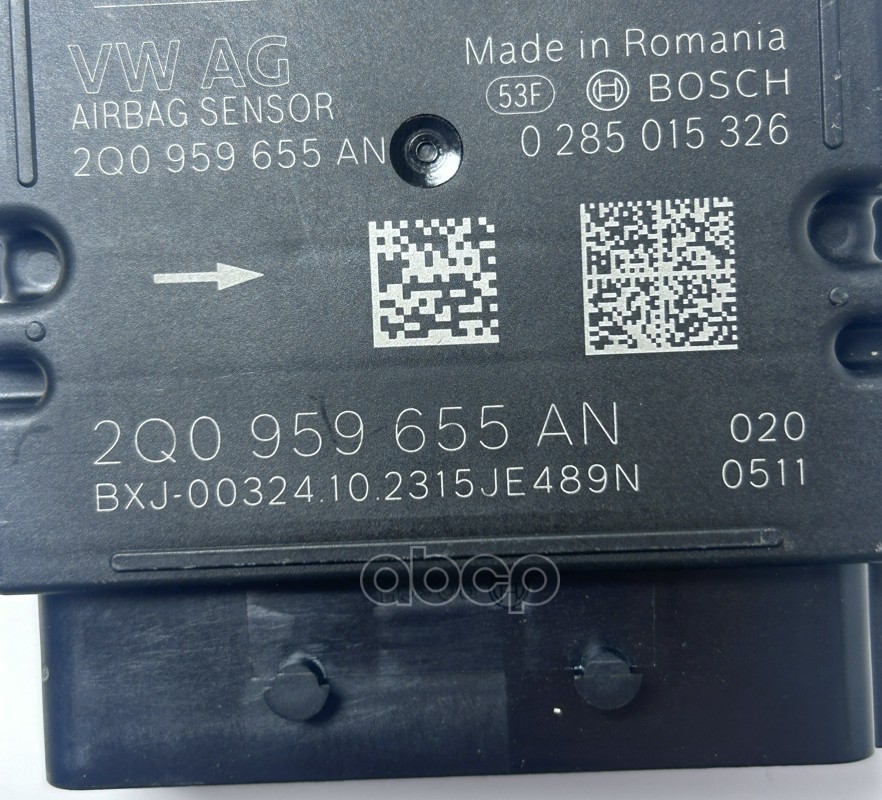 VW AG
AIRBAG SENSOR
2Q0 959 655 AN
Made in Romania
53F BOSCH
0 285 015 326
2Q0 959 655 AN 020
BXJ-00324.10.2315JE489N 0511
abcp